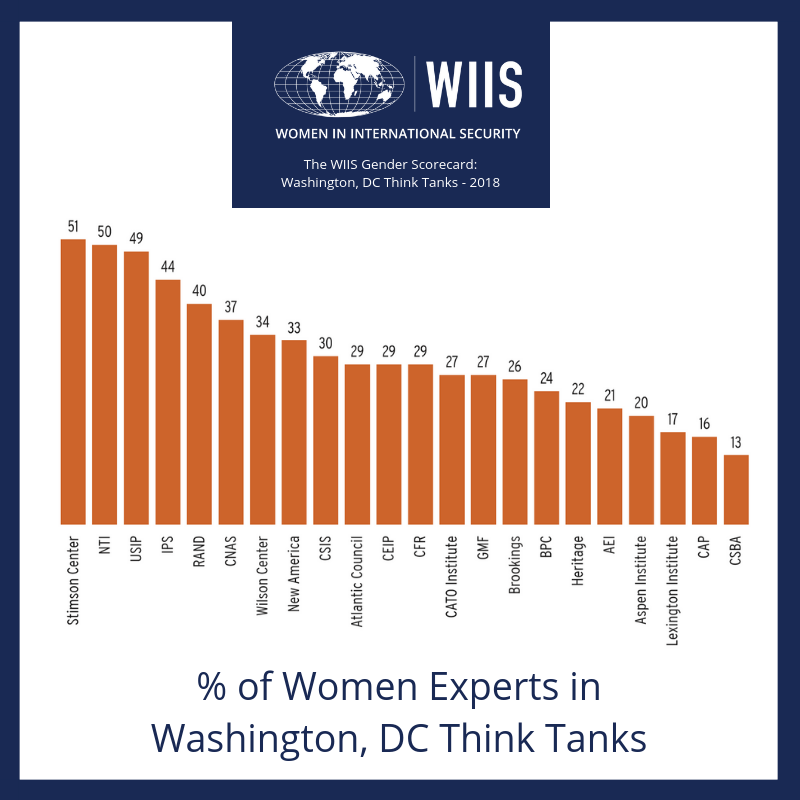 WIIS
WOMEN IN INTERNATIONAL SECURITY
The WIIS Gender Scorecard:
Washington, DC Think Tanks - 2018
51
50
49
44
40
37
34
33
30
29
29
29
27
27
26
24
22
21
20
17
16
13
Stimson Center
NTI
USIP
IPS
RAND
CNAS
Wilson Center
New America
CSIS
Atlantic Council
CEIP
CFR
CATO Institute
GMF
Brookings
BPC
Heritage
AEI
Aspen Institute
Lexington Institute
CAP
CSBA
% of Women Experts in
Washington, DC Think Tanks